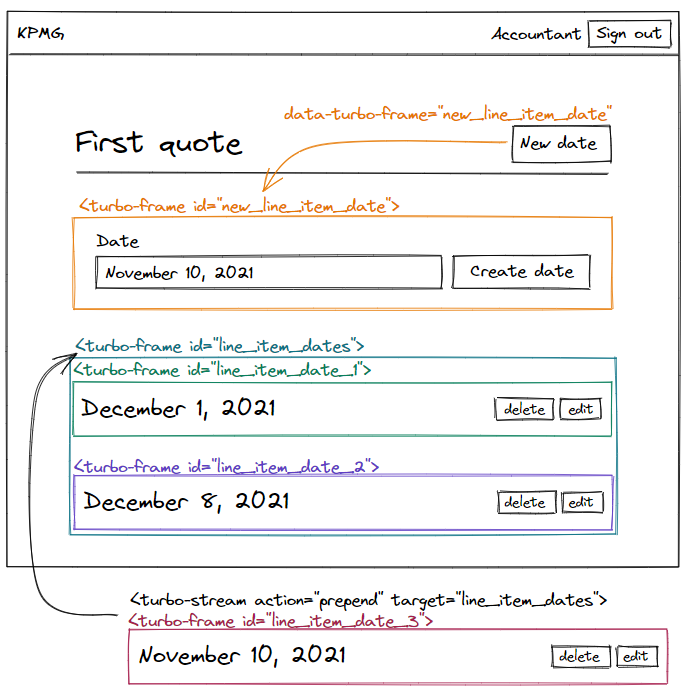 KPMG
Accountant
Sign out
data-turbo-frame="new_line_item_date"
First quote
New date
<turbo-frame id="new_line_item_date">
Date
November 10, 2021
Create date
<turbo-frame id="line_item_dates">
<turbo-frame id="line_item_date_1">
December 1, 2021
delete
edit
<turbo-frame id="line_item_date_2">
December 8, 2021
delete
edit
<turbo-stream action="prepend" target="line_item_dates">
<turbo-frame id="line_item_date_3">
November 10, 2021
delete
edit